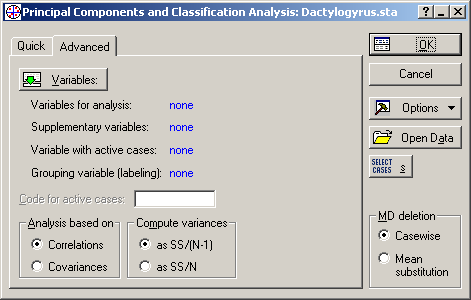 Principal Components and Classification Analysis: Dactylogyrus.sta
Quick Advanced
Variables:
Variables for analysis: none
Supplementary variables: none
Variable with active cases: none
Grouping variable (labeling): none
Code for active cases:
Analysis based on
Correlations
Covariances
Compute variances
as SS/(N-1)
as SS/N
OK
Cancel
Options
Open Data
SELECT
CASES S
MD deletion
Casewise
Mean
substitution